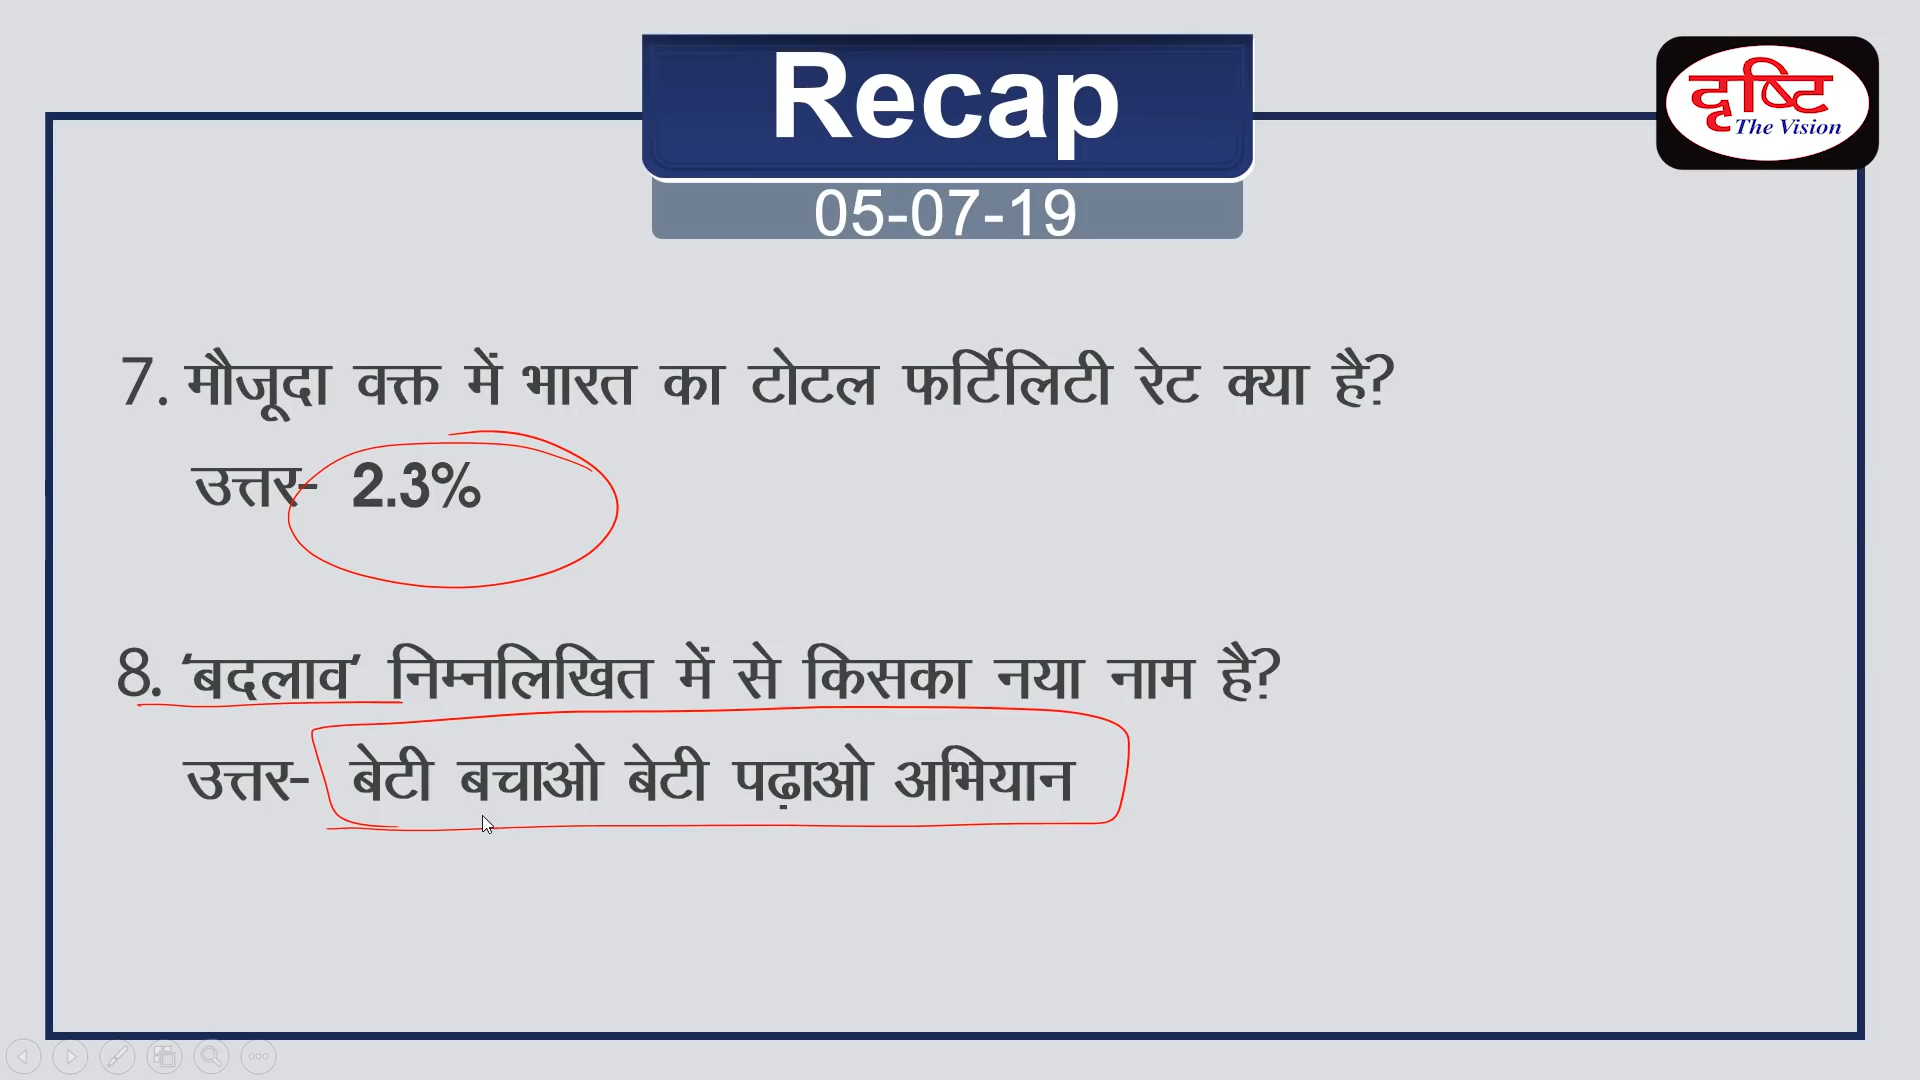 Recap
दृष्टि
The Vision
05-07-19
7. मौजूदा वक्त में भारत का टोटल फर्टिलिटी रेट क्या है?
उत्तर- 2.3%
8. ‘बदलाव’ निम्नलिखित में से किसका नया नाम है?
उत्तर- बेटी बचाओ बेटी पढ़ाओ अभियान